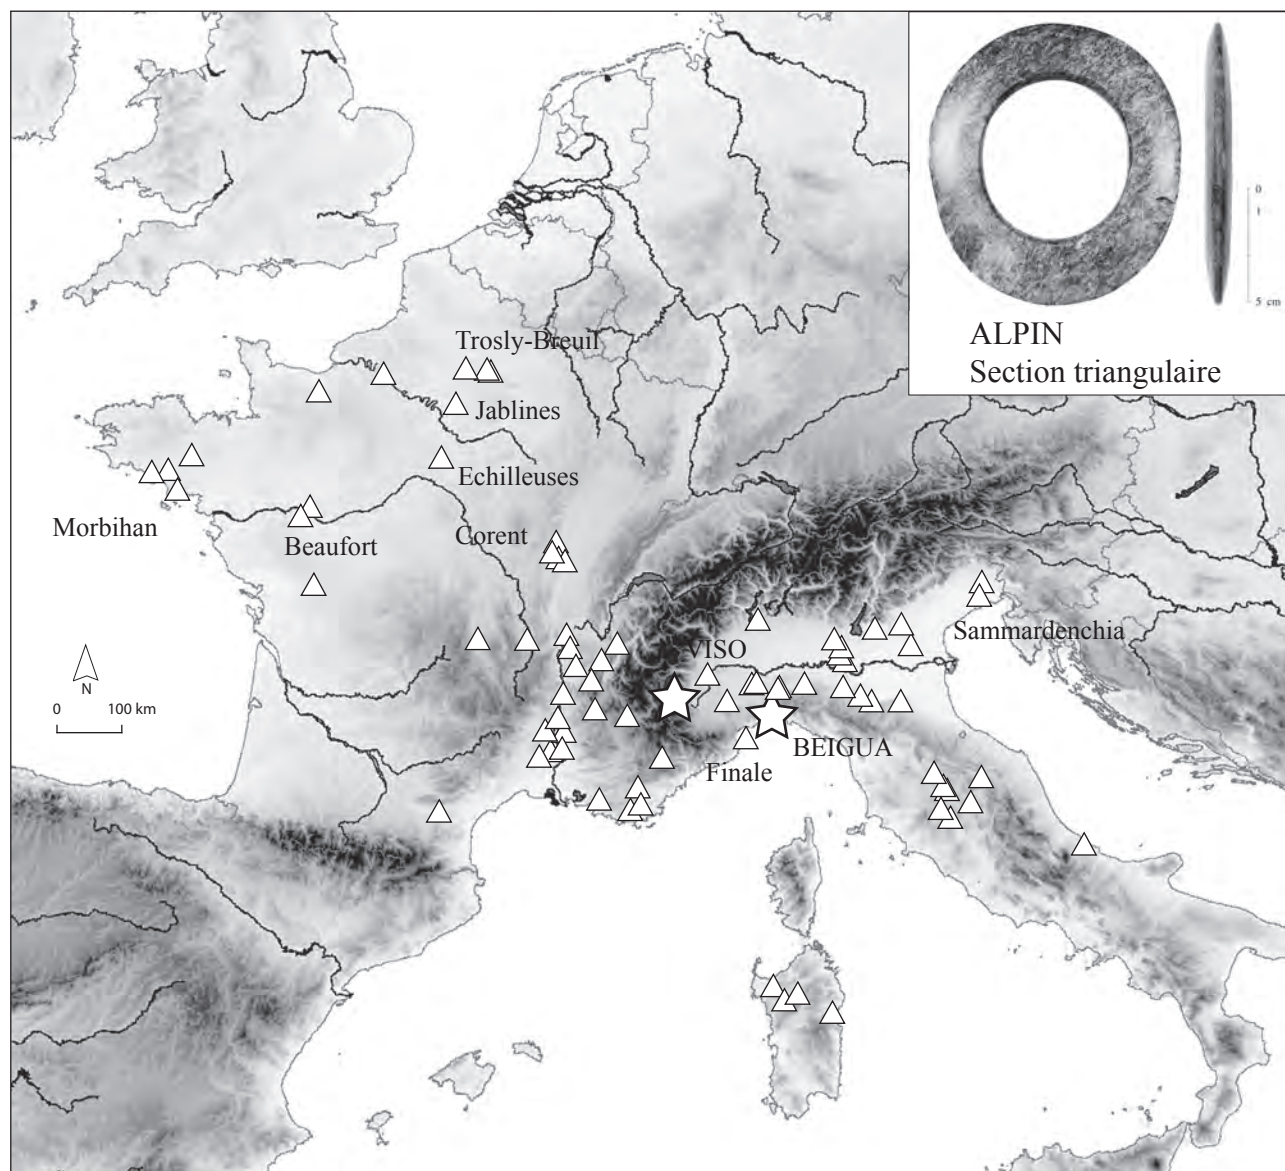 0
1
5 cm
ALPIN
Section triangulaire
Trosly-Breuil
Jablines
Echilleuses
Morbihan
Beaufort
Corent
Sammardenchia
VISO
N
0 100 km
BEIGUA
Finale